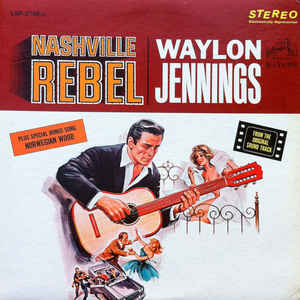 STEREO
NASHVILLE
REBEL
WAYLON
JENNINGS
PLUS SPECIAL BONUS SONG
NORWEGIAN WOOD
FROM THE
ORIGINAL
SOUND TRACK